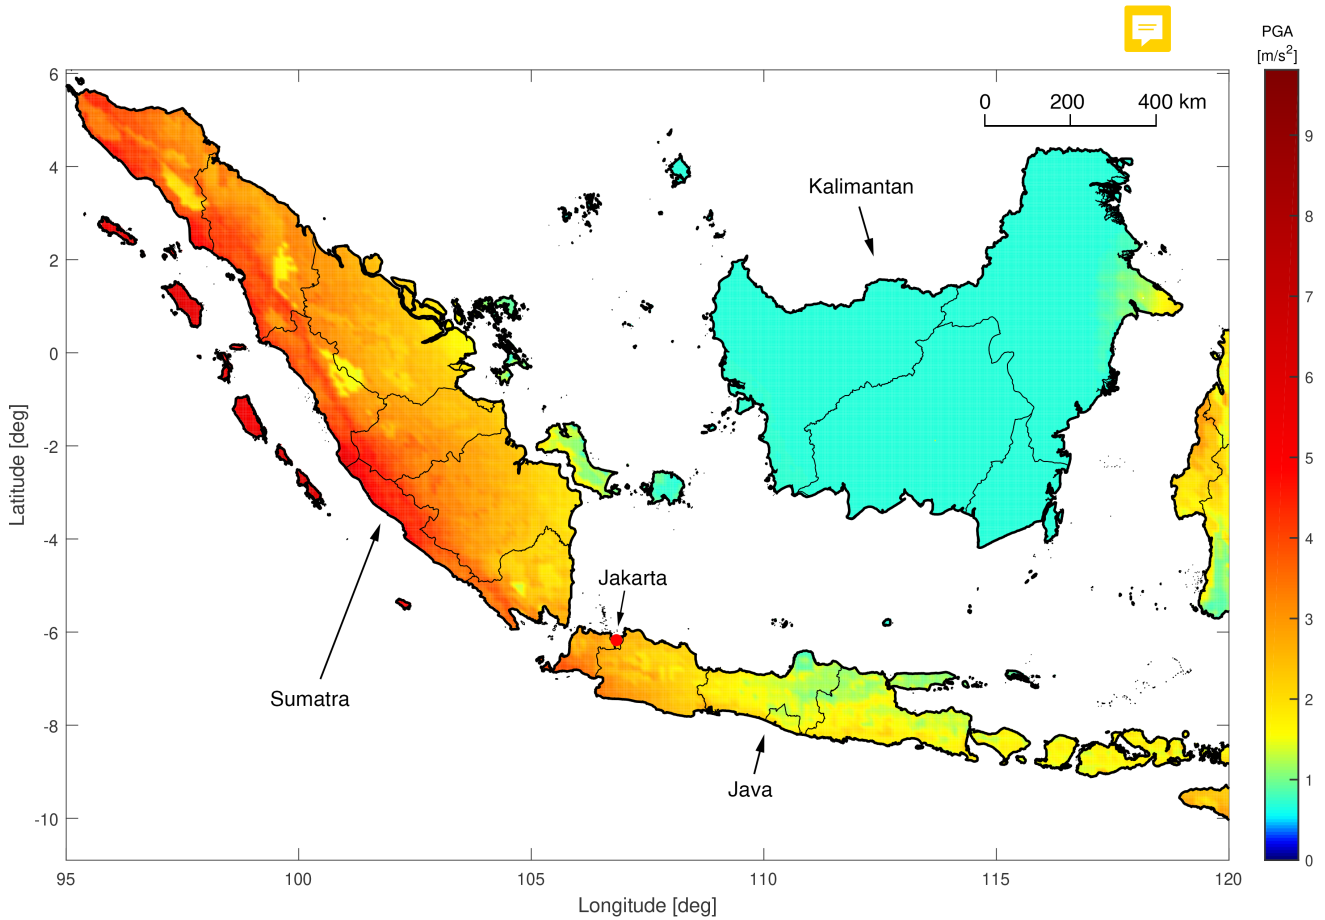 PGA
[m/s2]
0 200 400 km
Kalimantan
Jakarta
Sumatra
Java
6
4
2
0
-2
-4
-6
-8
-10
Latitude [deg]
95 100 105 110 115 120
Longitude [deg]
9
8
7
6
5
4
3
2
1
0